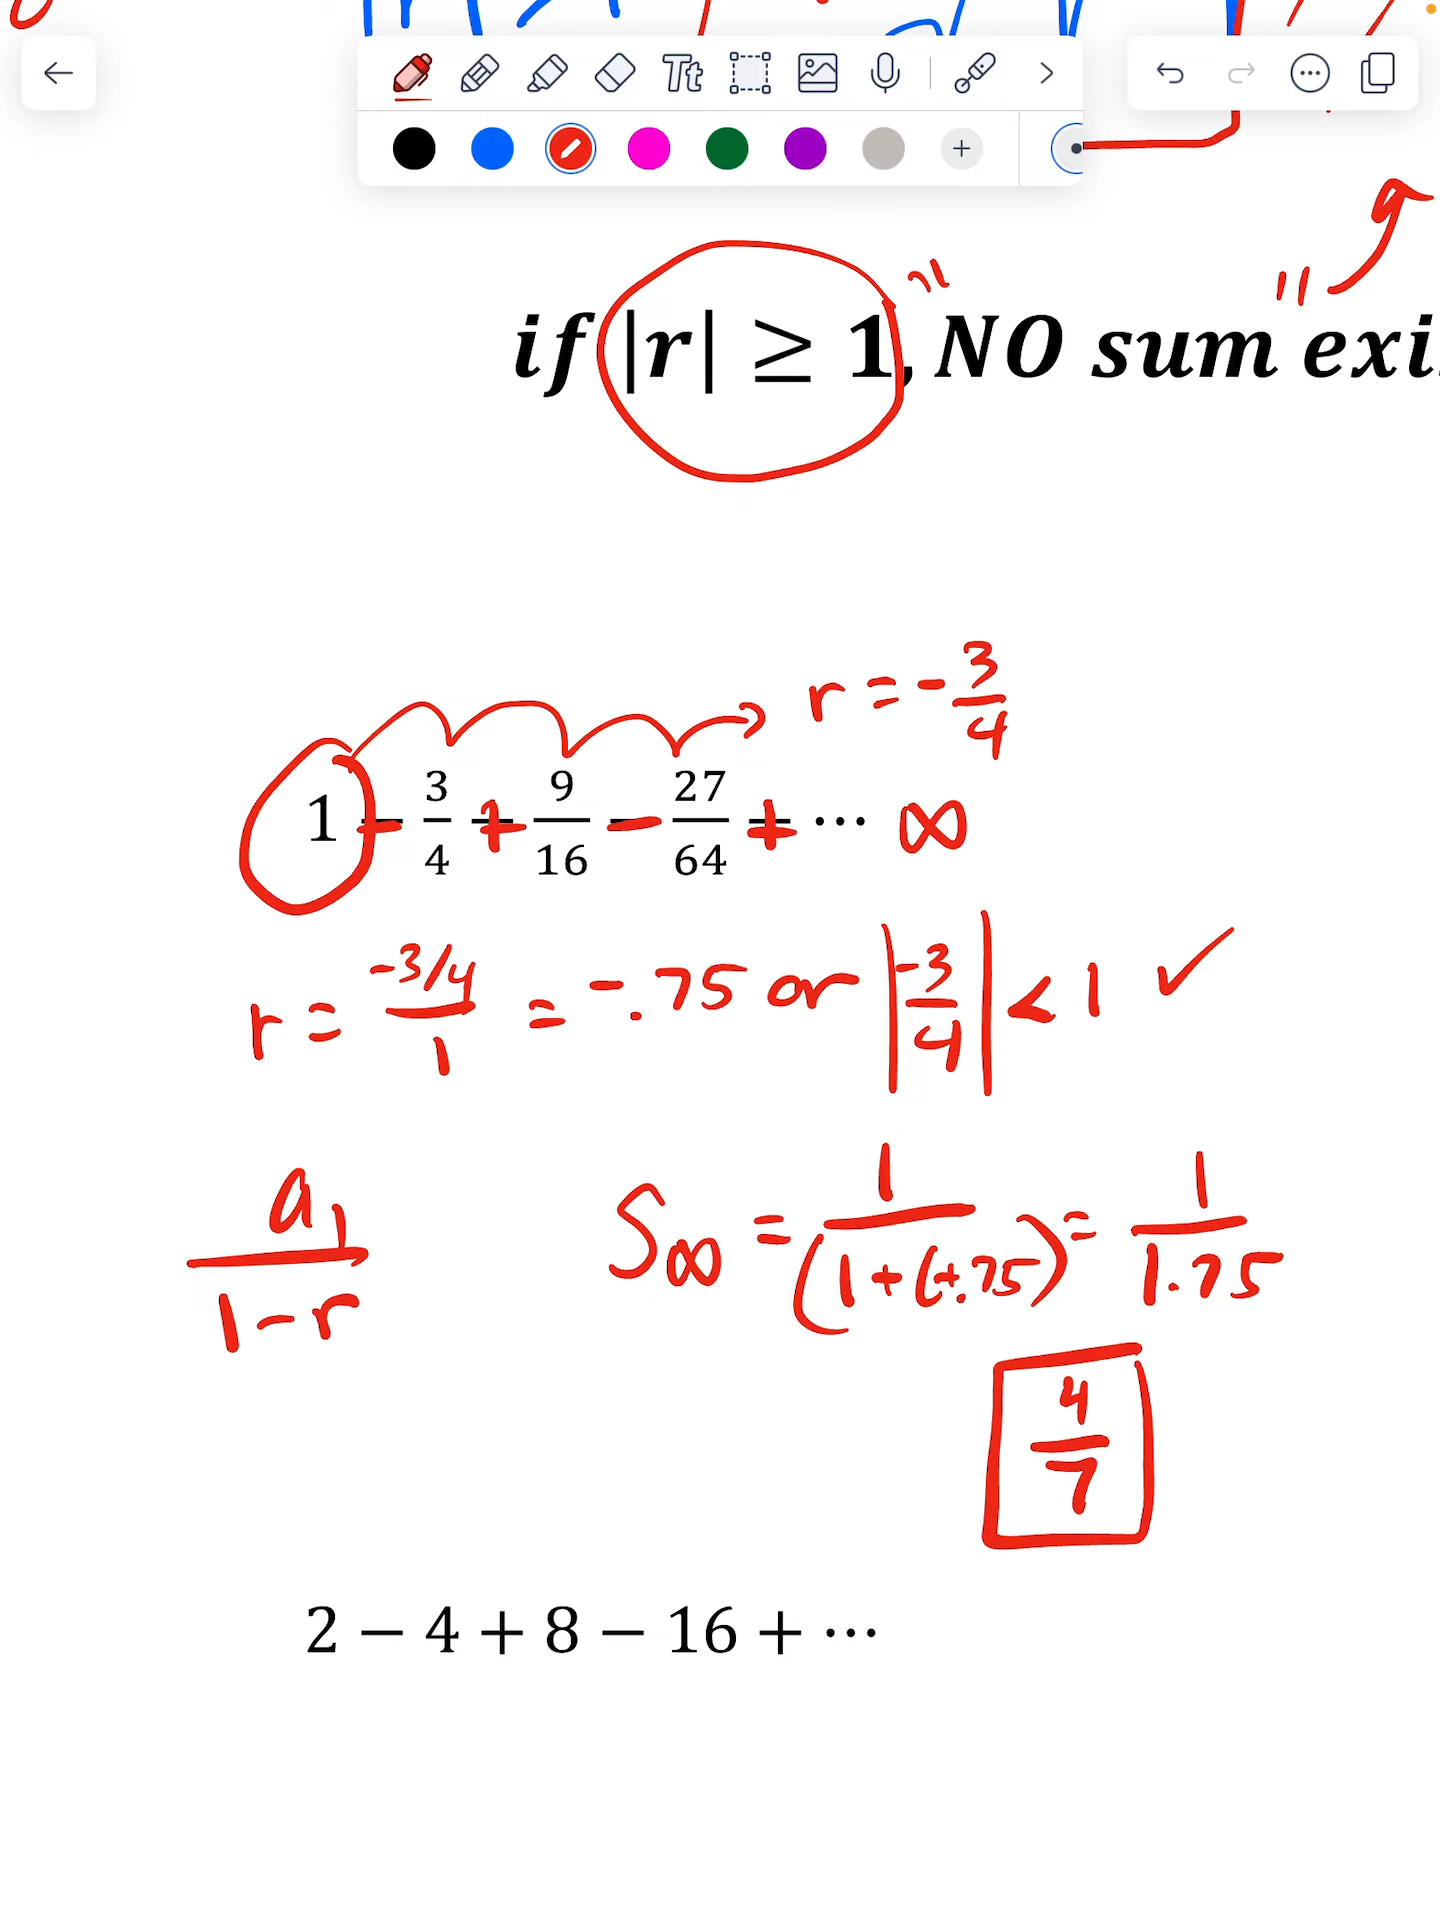 Tt
if |r| ≥ 1, NO sum exi
r = -3/4
1 - 3/4 + 9/16 - 27/64 + ⋯ ∞
r = -3/4 / 1 = -.75 or |-3/4| < 1 ✓
a₁ / 1-r
S∞ = 1 / (1+(+.75) = 1 / 1.75
4/7
2 − 4 + 8 − 16 + ⋯